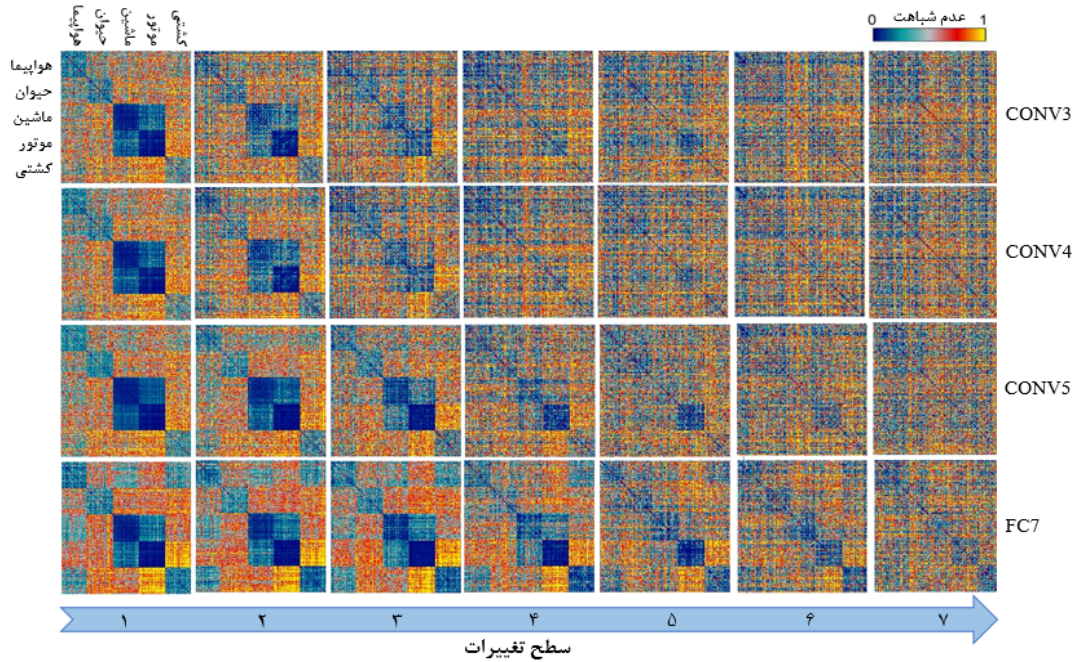 هواپیما حیوان ماشین موتور کشتی
عدم شباهت
0 1
هواپیما
حیوان
ماشین
موتور
کشتی
CONV3
CONV4
CONV5
FC7
۱ ۲ ۳ ۴ ۵ ۶ ۷
سطح تغییرات